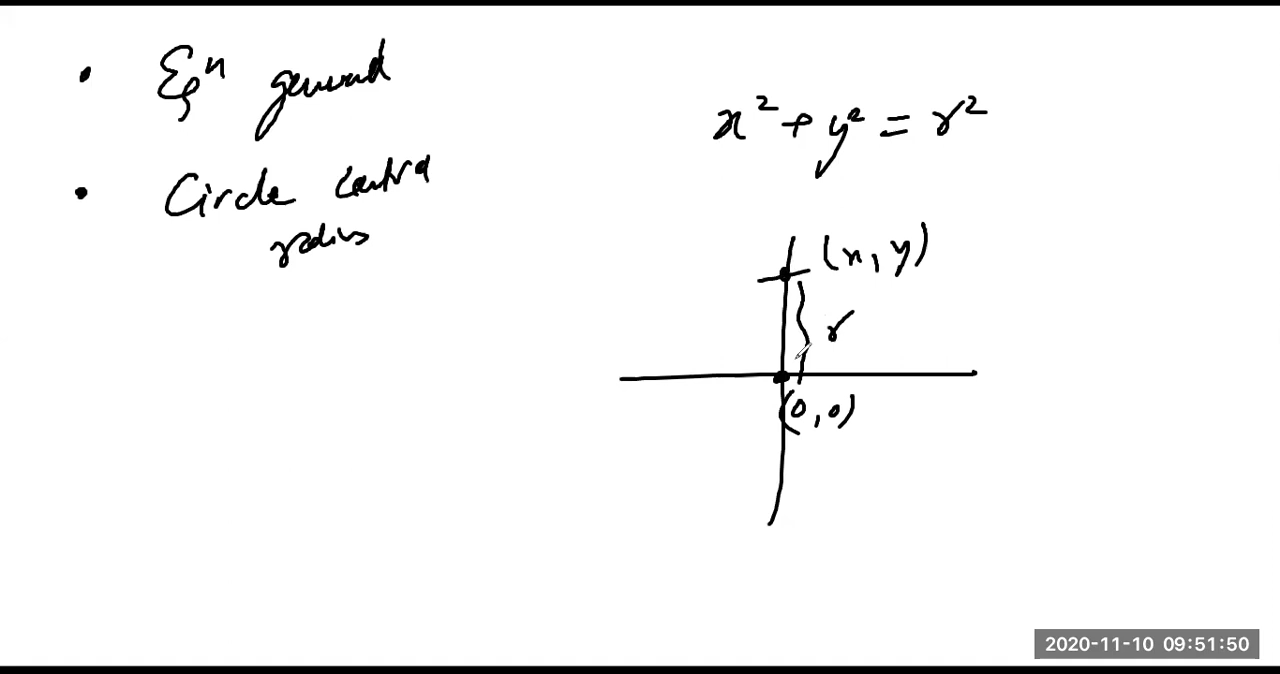 • Eqn general
• Circle centre
radius
x² + y² = r²
(x, y)
r
(0, 0)
2020-11-10 09:51:50